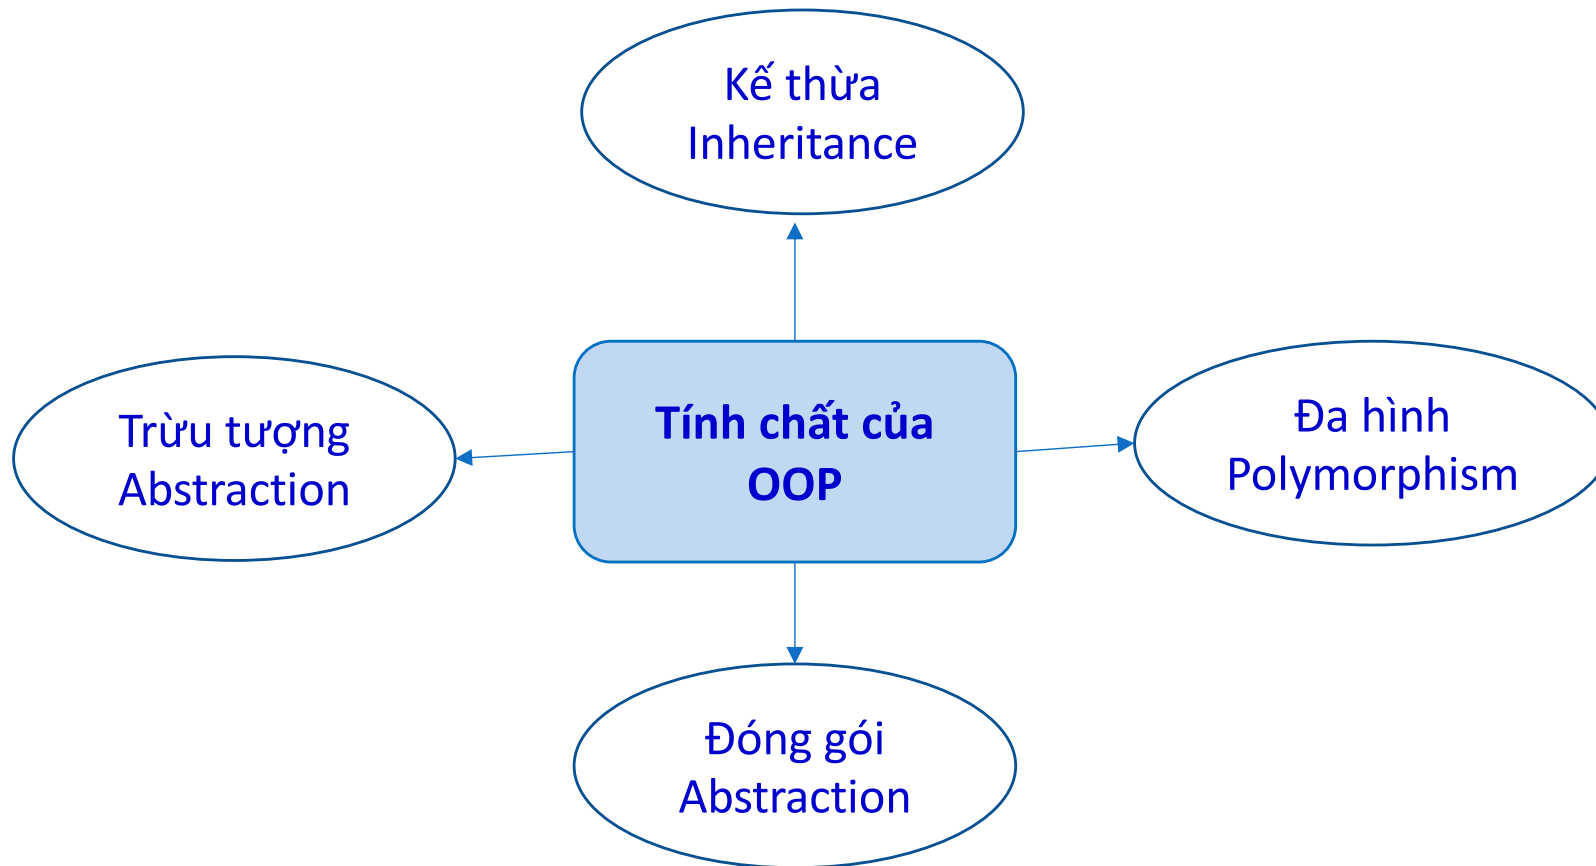 Kế thừa
Inheritance
Trừu tượng
Abstraction
Tính chất của
OOP
Đa hình
Polymorphism
Đóng gói
Abstraction